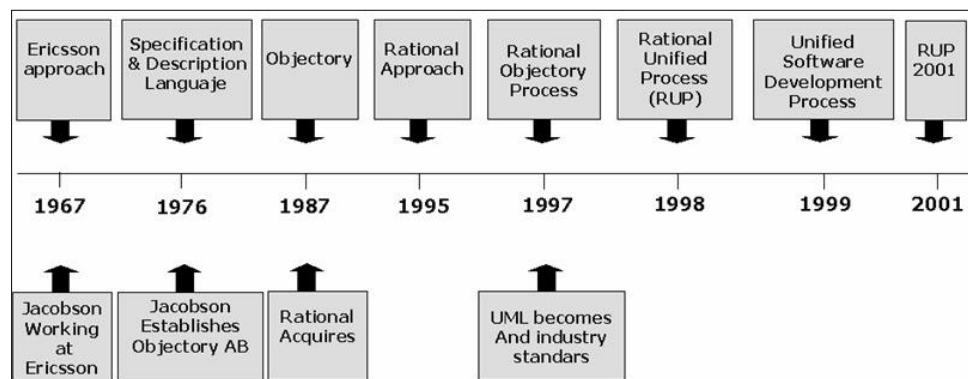 Ericsson
approach
Specification
& Description
Languaje
Objectory
Rational
Approach
Rational
Objectory
Process
Rational
Unified
Process
(RUP)
Unified
Software
Development
Process
RUP
2001
1967
1976
1987
1995
1997
1998
1999
2001
Jacobson
Working
at
Ericsson
Jacobson
Establishes
Objectory AB
Rational
Acquires
UML becomes
And industry
standars